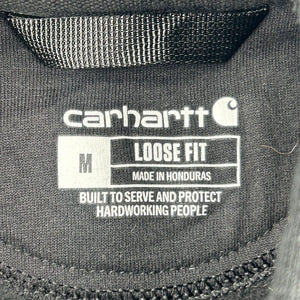 carhartt
M LOOSE FIT
MADE IN HONDURAS
BUILT TO SERVE AND PROTECT
HARDWORKING PEOPLE